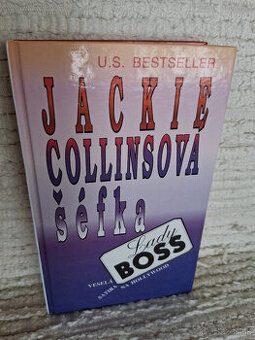 U.S. BESTSELLER
JACKIE
COLLINSOVÁ
šéfka
Lady
BOSS
VESELÁ
SATIRA NA HOLLYWOOD